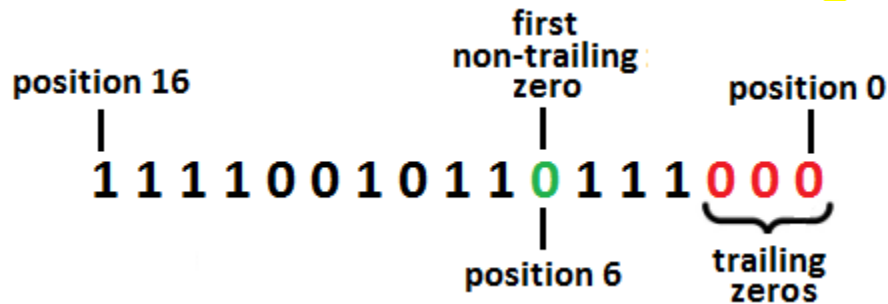 first
non-trailing
zero
position 16
position 0
1 1 1 1 0 0 1 0 1 1 0 1 1 1 0 0 0
position 6
trailing
zeros